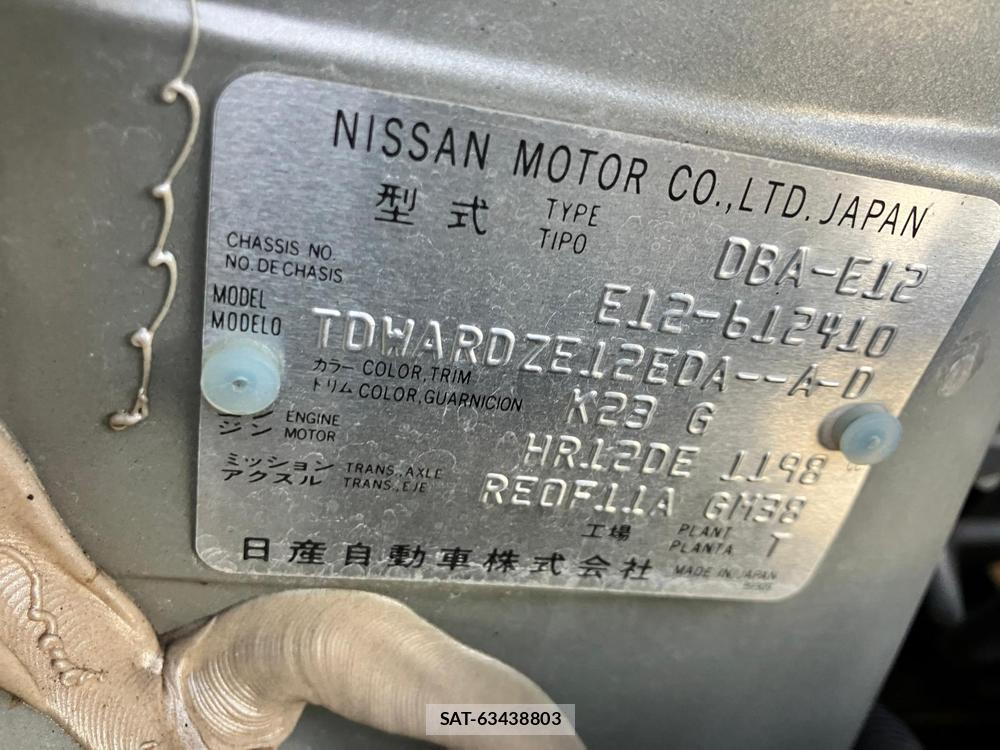 NISSAN MOTOR CO.,LTD. JAPAN
型式 TYPE TIPO DBA-E12
CHASSIS NO. NO.DE CHASIS E12-612410
MODEL MODELO TDWARDZE12EDA--A-D
カラー COLOR,TRIM
トリム COLOR,GUARNICION K23 G
ジン ENGINE MOTOR HR12DE 1198
ミッション TRANS.,AXLE
アクスル TRANS.,EJE RE0F11A GM38
工場 PLANT PLANTA T
日産自動車株式会社 MADE IN JAPAN
SAT-63438803